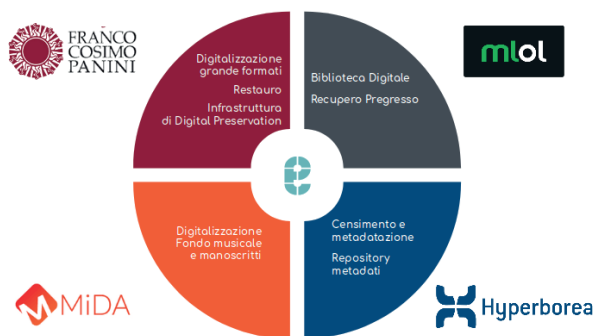 FRANCO
COSIMO
PANINI
Digitalizzazione
grande formati
Restauro
Infrastruttura
di Digital Preservation
Biblioteca Digitale
Recupero Pregresso
mlol
Digitalizzazione
Fondo musicale
e manoscritti
Censimento e
metadatazione
Repository
metadati
MiDA
Hyperborea